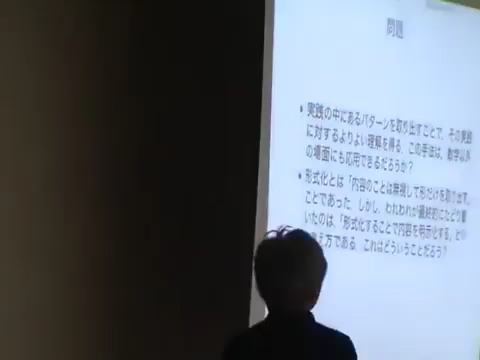 問題
• 実践の中にあるパターンを取り出すことで、その実践
に対するよりよい理解を得る。この手法は、数学以外
の場面にも応用できるだろうか?
• 形式化とは「内容のことは無視して形だけを取り出す」
ことであった。しかし、われわれが最終的にたどり着
いたのは、「形式化することで内容を明示化する」とい
考え方である。これはどういうことだろう?